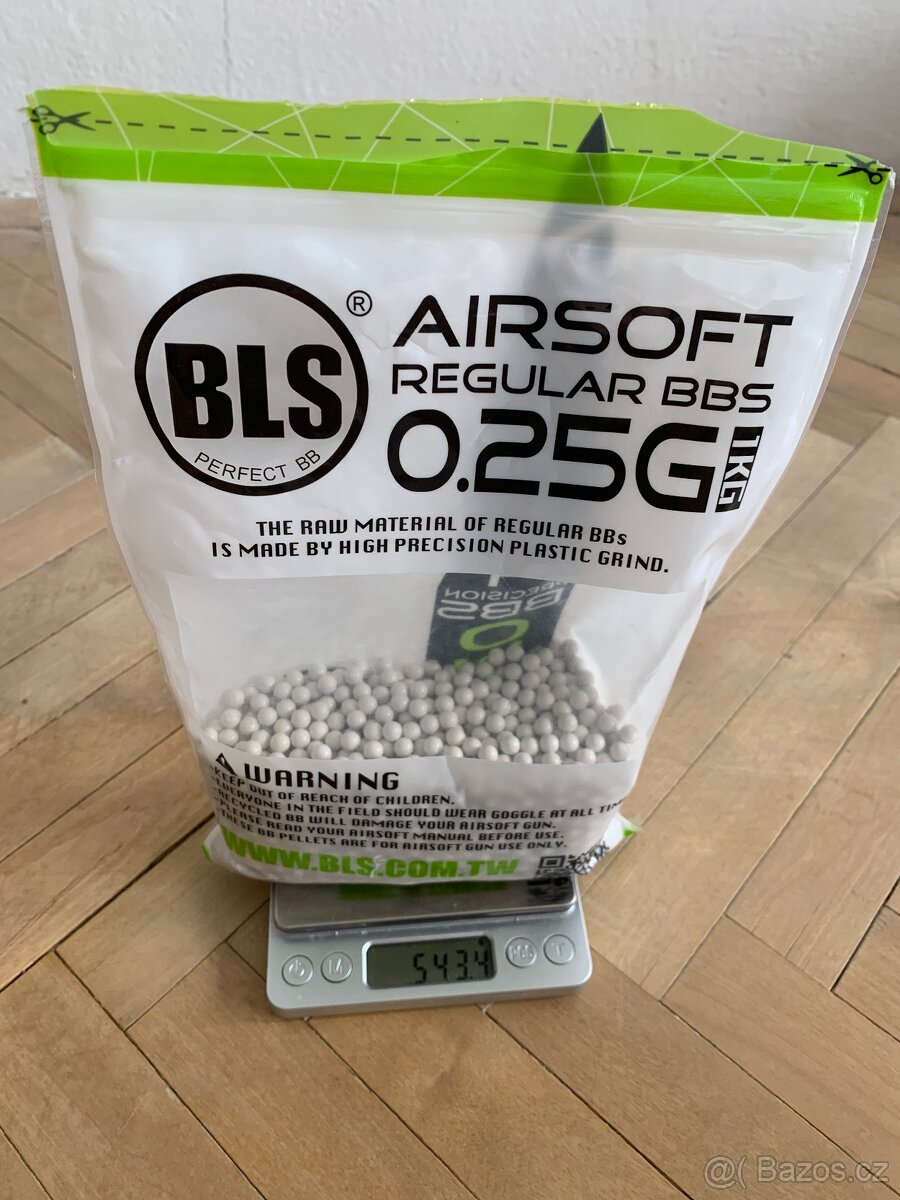 BLS
®
PERFECT BB
AIRSOFT
REGULAR BBS
0.25G 1KG
THE RAW MATERIAL OF REGULAR BBs
IS MADE BY HIGH PRECISION PLASTIC GRIND.
PRECISION
BBS
0
WARNING
-KEEP OUT OF REACH OF CHILDREN.
-EVERYONE IN THE FIELD SHOULD WEAR GOGGLE AT ALL TIM
-RECYCLED BB WILL DAMAGE YOUR AIRSOFT GUN.
READ YOUR AIRSOFT MANUAL BEFORE USE.
-THESE BB PELLETS ARE FOR AIRSOFT GUN USE ONLY.
WWW.BLS.COM.TW
M
543.4
PCS
T
@( Bazos.cz